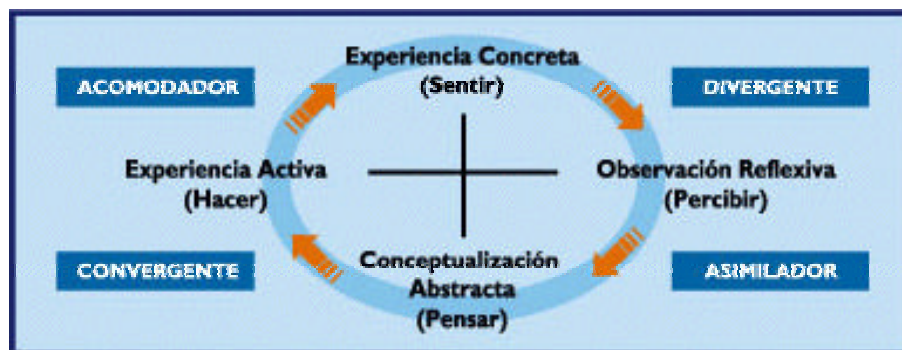 Experiencia Concreta
(Sentir)
ACOMODADOR
DIVERGENTE
Experiencia Activa
(Hacer)
Observación Reflexiva
(Percibir)
CONVERGENTE
Conceptualización
Abstracta
(Pensar)
ASIMILADOR